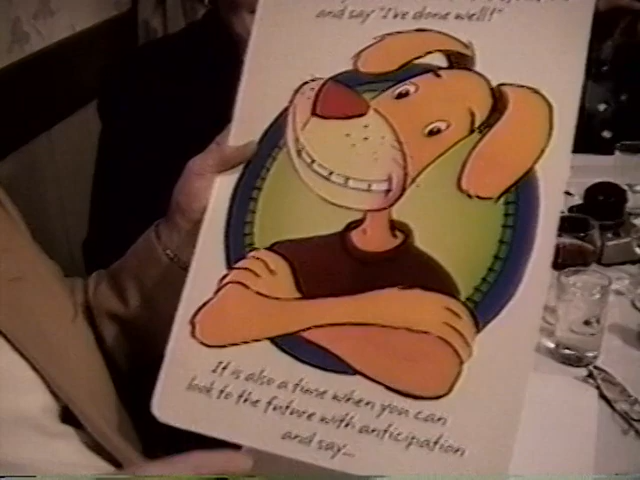 and say "I've done well!"
It is also a time when you can
look to the future with anticipation
and say...